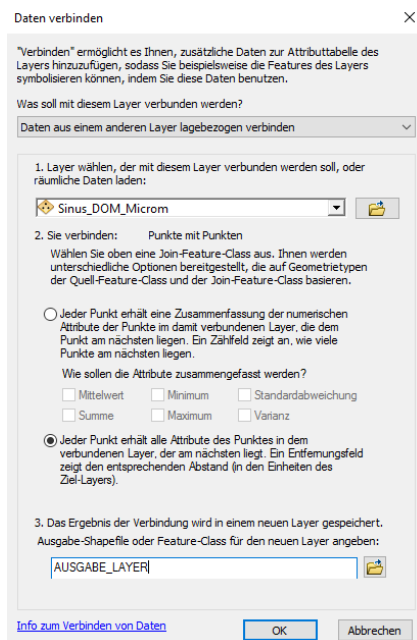 Daten verbinden
"Verbinden" ermöglicht es Ihnen, zusätzliche Daten zur Attributtabelle des
Layers hinzuzufügen, sodass Sie beispielsweise die Features des Layers
symbolisieren können, indem Sie diese Daten benutzen.
Was soll mit diesem Layer verbunden werden?
Daten aus einem anderen Layer lagebezogen verbinden
1. Layer wählen, der mit diesem Layer verbunden werden soll, oder
räumliche Daten laden:
Sinus_DOM_Microm
2. Sie verbinden: Punkte mit Punkten
Wählen Sie oben eine Join-Feature-Class aus. Ihnen werden
unterschiedliche Optionen bereitgestellt, die auf Geometrietypen
der Quell-Feature-Class und der Join-Feature-Class basieren.
Jeder Punkt erhält eine Zusammenfassung der numerischen
Attribute der Punkte im damit verbundenen Layer, die dem
Punkt am nächsten liegen. Ein Zählfeld zeigt an, wie viele
Punkte am nächsten liegen.
Wie sollen die Attribute zusammengefasst werden?
Mittelwert Minimum Standardabweichung
Summe Maximum Varianz
Jeder Punkt erhält alle Attribute des Punktes in dem
verbundenen Layer, der am nächsten liegt. Ein Entfernungsfeld
zeigt den entsprechenden Abstand (in den Einheiten des
Ziel-Layers).
3. Das Ergebnis der Verbindung wird in einem neuen Layer gespeichert.
Ausgabe-Shapefile oder Feature-Class für den neuen Layer angeben:
AUSGABE_LAYER
Info zum Verbinden von Daten
OK Abbrechen